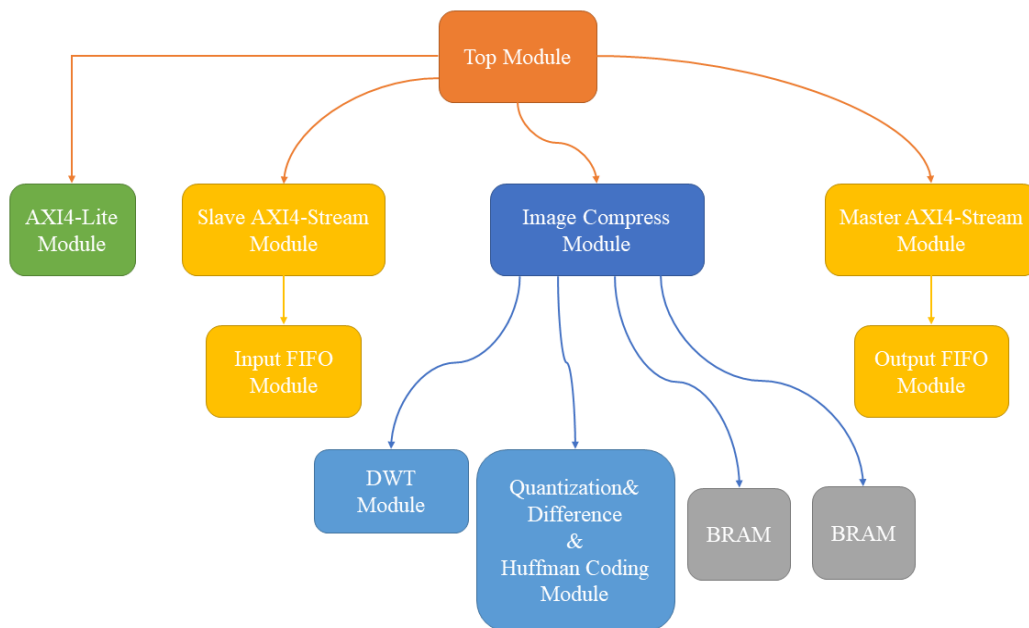 Top Module
AXI4-Lite
Module
Slave AXI4-Stream
Module
Image Compress
Module
Master AXI4-Stream
Module
Input FIFO
Module
Output FIFO
Module
DWT
Module
Quantization&
Difference
&
Huffman Coding
Module
BRAM
BRAM